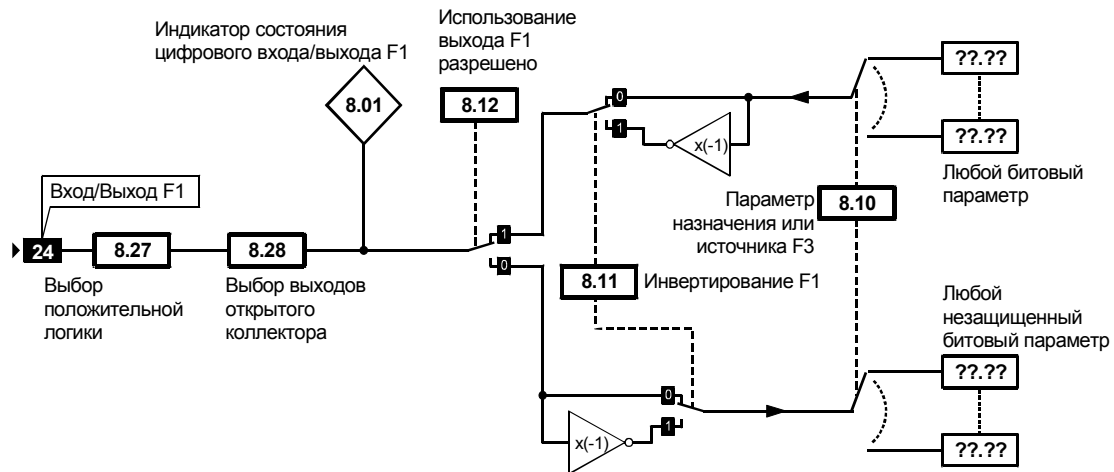 Индикатор состояния
цифрового входа/выхода F1
8.01
Использование
выхода F1
разрешено
8.12
Вход/Выход F1
24
8.27
8.28
Выбор
положительной
логики
Выбор выходов
открытого
коллектора
1
0
0
1
x(-1)
8.11
Инвертирование F1
Параметр
назначения или
источника F3
8.10
??.??
??.??
Любой битовый
параметр
0
1
x(-1)
Любой
незащищенный
битовый параметр
??.??
??.??